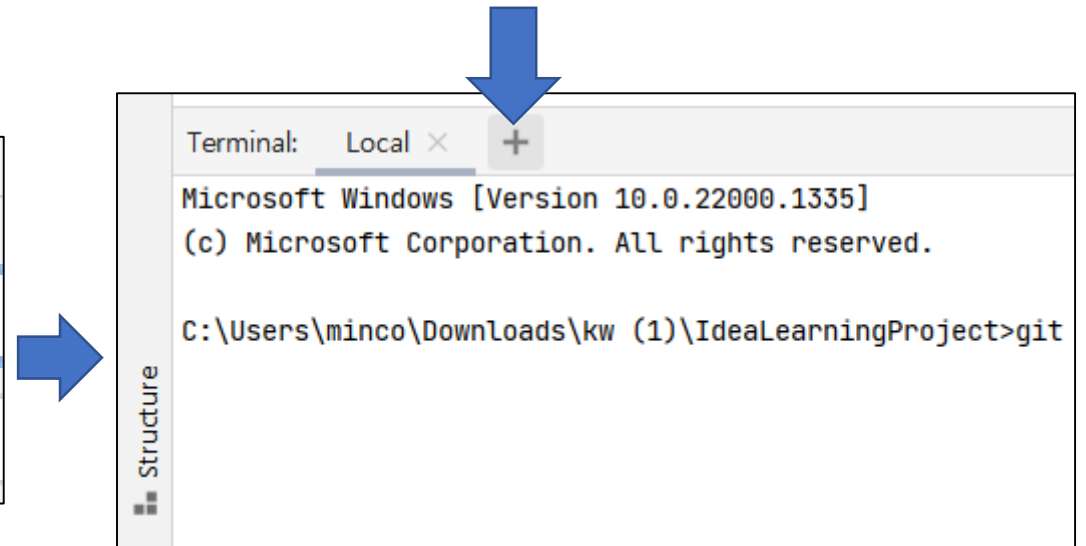 Terminal: Local × +
Microsoft Windows [Version 10.0.22000.1335]
(c) Microsoft Corporation. All rights reserved.
C:\Users\minco\Downloads\kw (1)\IdeaLearningProject>git
Structure